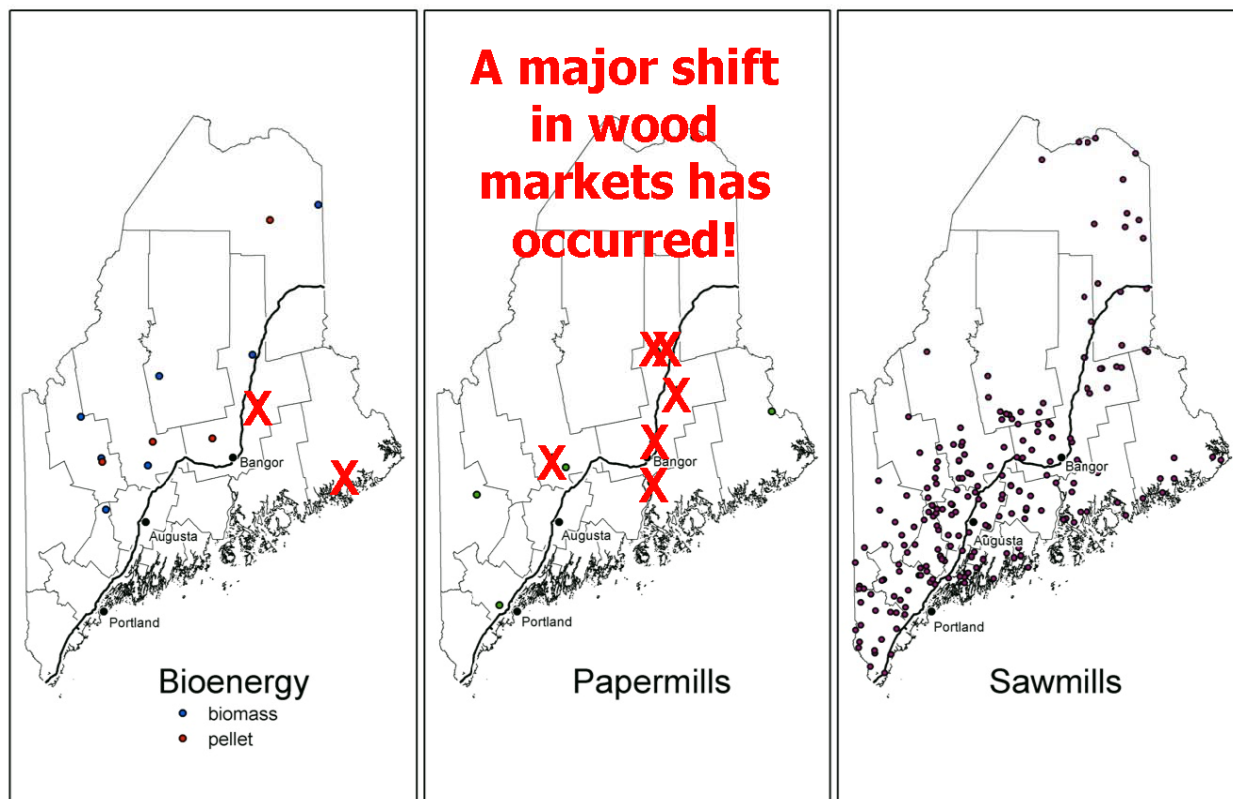 Bangor
Augusta
Portland
Bioenergy
biomass
pellet
A major shift
in wood
markets has
occurred!
X X
X
X
X
X
Bangor
Augusta
Portland
Papermills
X
X
Bangor
Augusta
Portland
Sawmills